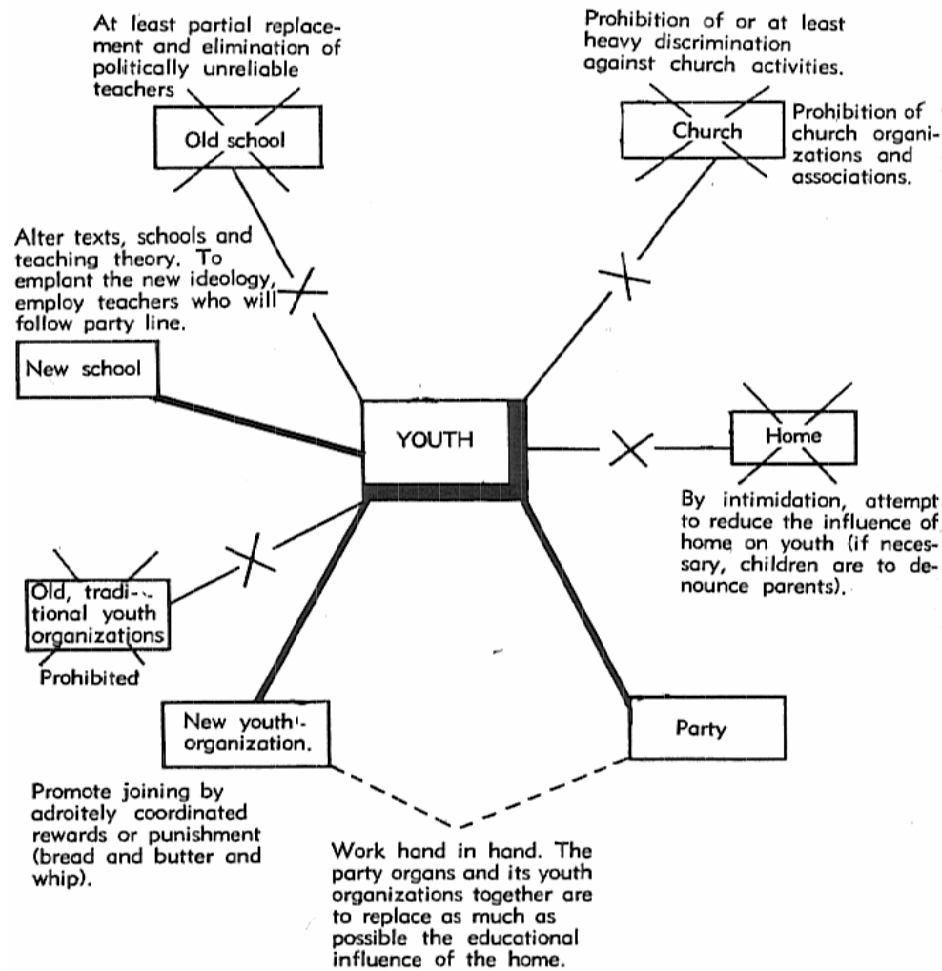 At least partial replace-
ment and elimination of
politically unreliable
teachers
Old school
Prohibition of or at least
heavy discrimination
against church activities.
Church
Prohibition of
church organi-
zations and
associations.
Alter texts, schools and
teaching theory. To
emplant the new ideology,
employ teachers who will
follow party line.
New school
YOUTH
Home
By intimidation, attempt
to reduce the influence of
home on youth (if neces-
sary, children are to de-
nounce parents).
Old, tradi-
tional youth
organizations
Prohibited
New youth-
organization.
Party
Promote joining by
adroitely coordinated
rewards or punishment
(bread and butter and
whip).
Work hand in hand. The
party organs and its youth
organizations together are
to replace as much as
possible the educational
influence of the home.